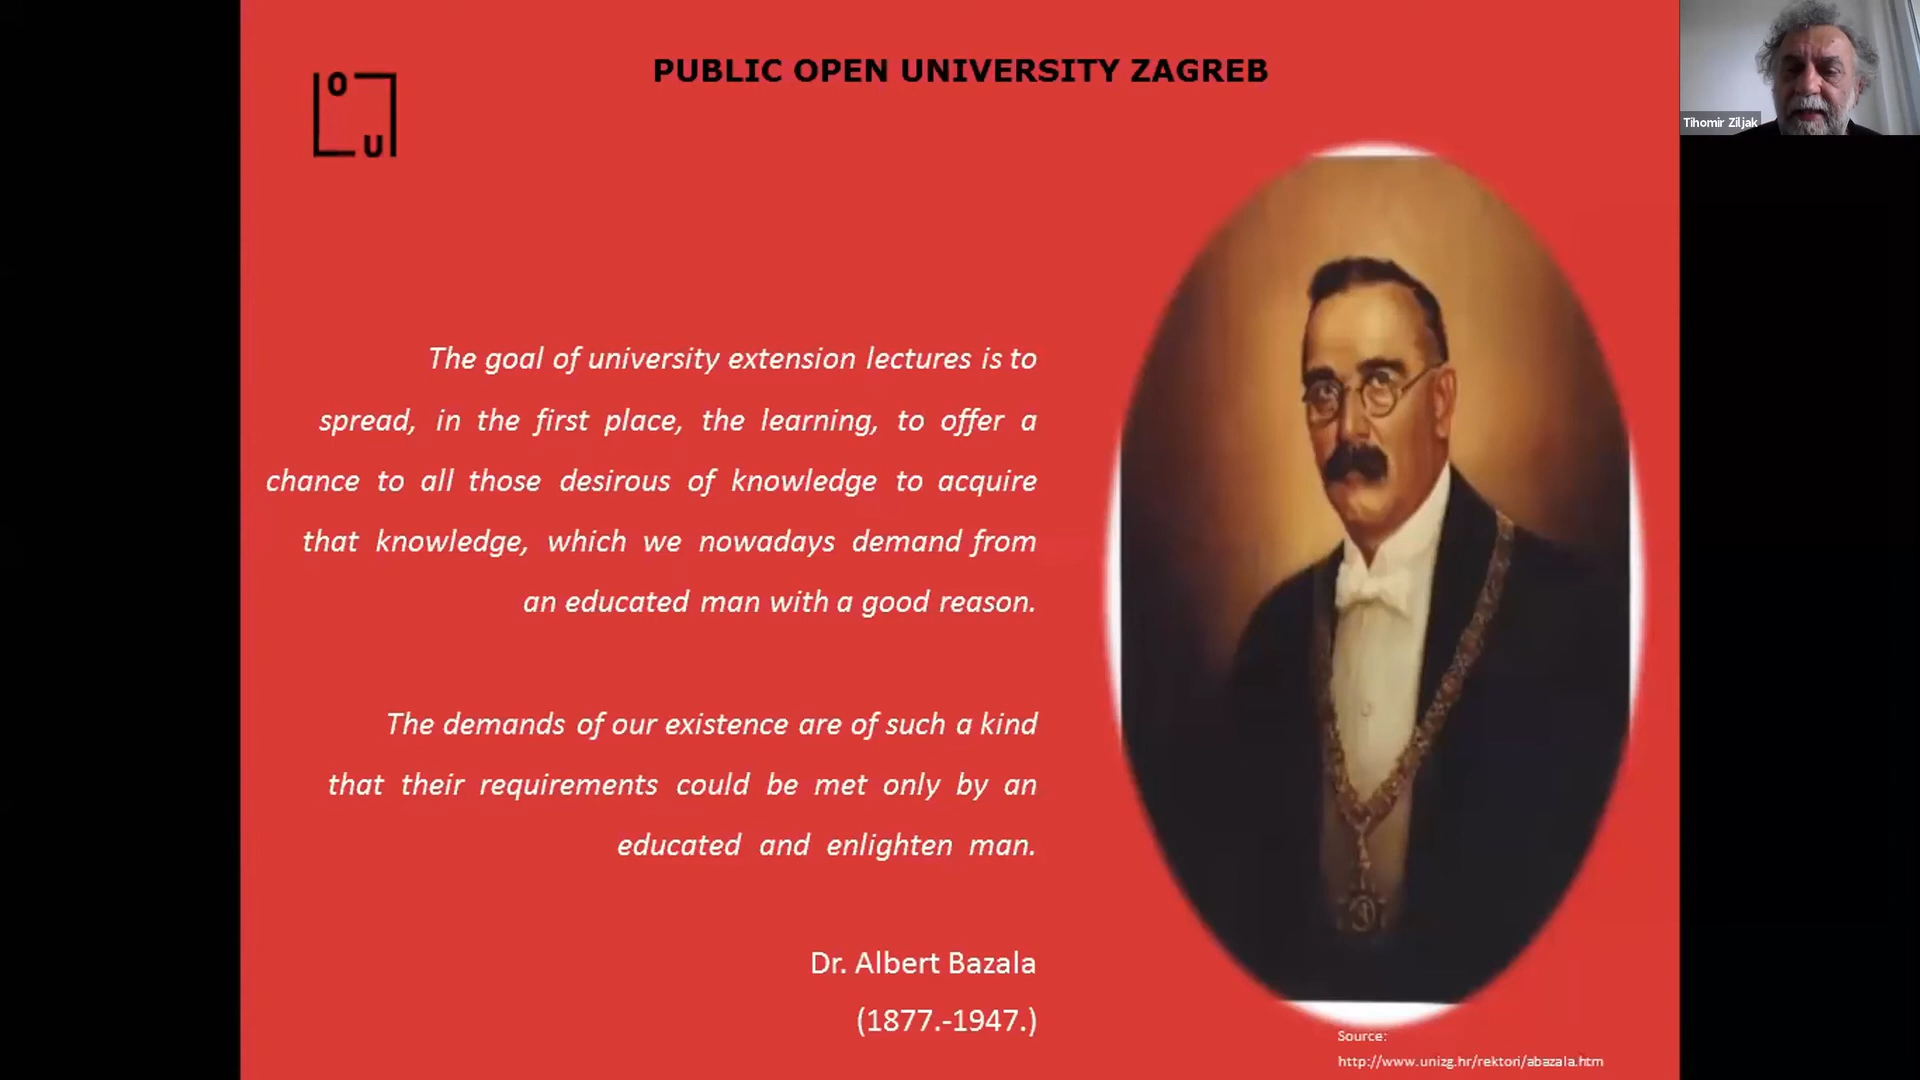 PUBLIC OPEN UNIVERSITY ZAGREB
O
U
Tihomir Ziljak
The goal of university extension lectures is to
spread, in the first place, the learning, to offer a
chance to all those desirous of knowledge to acquire
that knowledge, which we nowadays demand from
an educated man with a good reason.
The demands of our existence are of such a kind
that their requirements could be met only by an
educated and enlighten man.
Dr. Albert Bazala
(1877.-1947.)
Source:
http://www.unizg.hr/rektori/abazala.htm